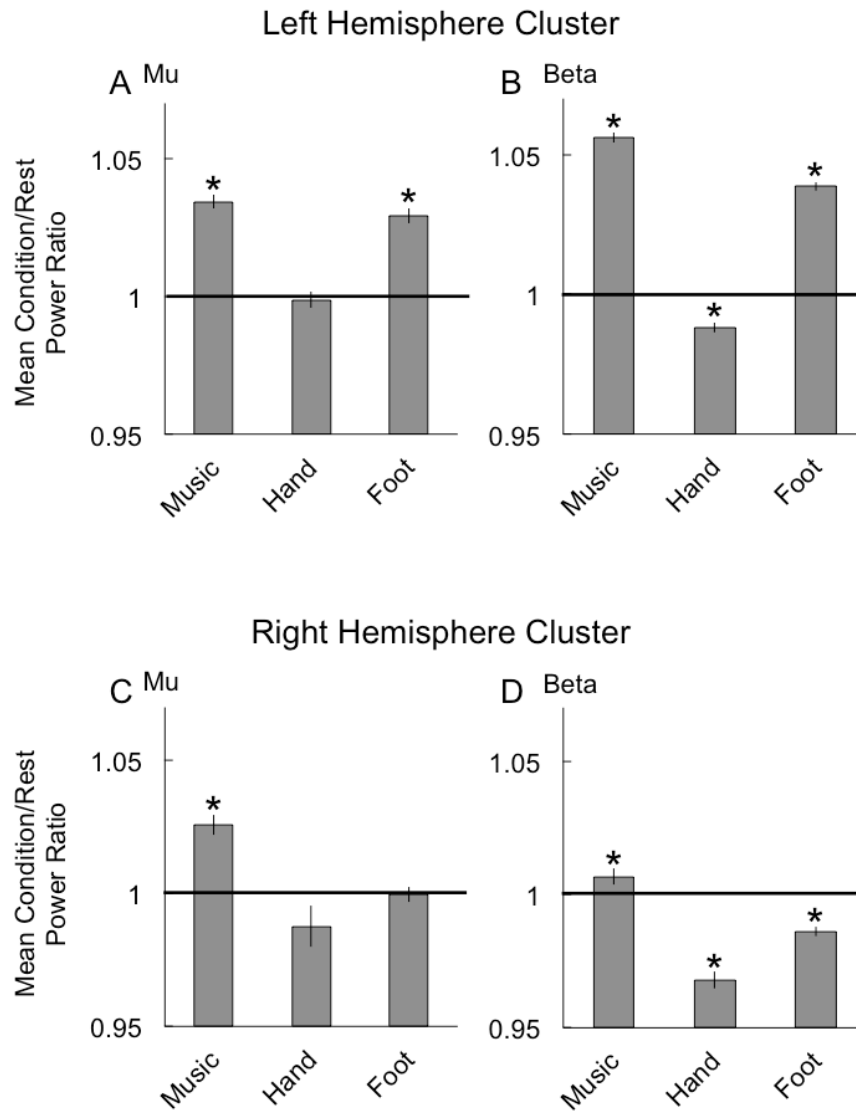 Left Hemisphere Cluster
A Mu
B Beta
Mean Condition/Rest
Power Ratio
1.05
1
0.95
* *
Music Hand Foot
1.05
1
0.95
* * *
Music Hand Foot
Right Hemisphere Cluster
C Mu
D Beta
Mean Condition/Rest
Power Ratio
1.05
1
0.95
*
Music Hand Foot
1.05
1
0.95
* * *
Music Hand Foot